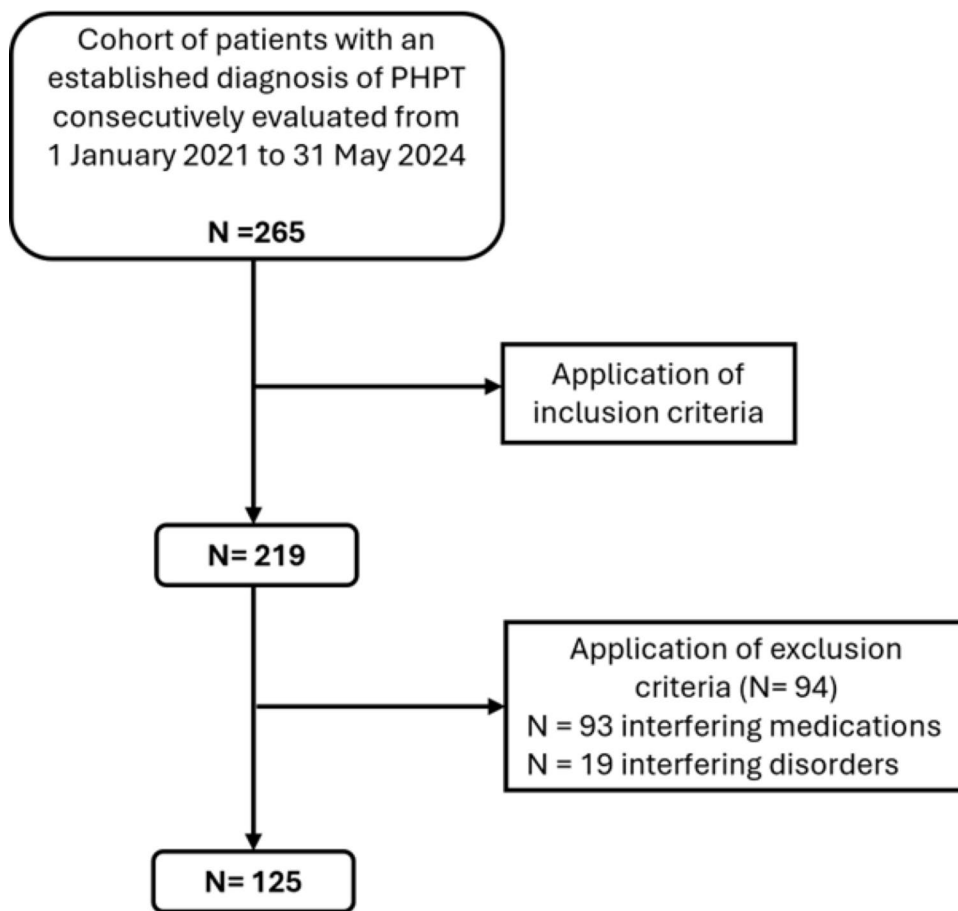 Cohort of patients with an
established diagnosis of PHPT
consecutively evaluated from
1 January 2021 to 31 May 2024
N =265
Application of
inclusion criteria
N= 219
Application of exclusion
criteria (N= 94)
N = 93 interfering medications
N = 19 interfering disorders
N= 125